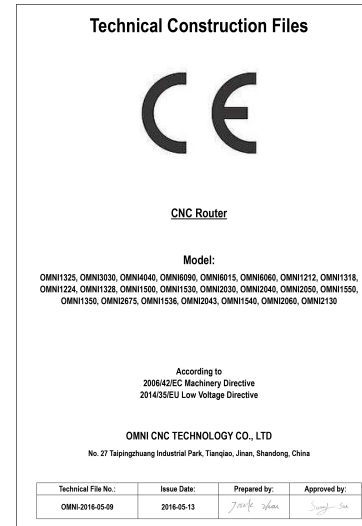 Technical Construction Files
CE
CNC Router
Model:
OMNI1325, OMNI3030, OMNI4040, OMNI6090, OMNI6015, OMNI6060, OMNI1212, OMNI1318,
OMNI1224, OMNI1328, OMNI1500, OMNI1530, OMNI2030, OMNI2040, OMNI2050, OMNI1550,
OMNI1350, OMNI2675, OMNI1536, OMNI2043, OMNI1540, OMNI2060, OMNI2130
According to
2006/42/EC Machinery Directive
2014/35/EU Low Voltage Directive
OMNI CNC TECHNOLOGY CO., LTD
No. 27 Taipingzhuang Industrial Park, Tianqiao, Jinan, Shandong, China
Technical File No.: Issue Date: Prepared by: Approved by:
OMNI-2016-05-09 2016-05-13